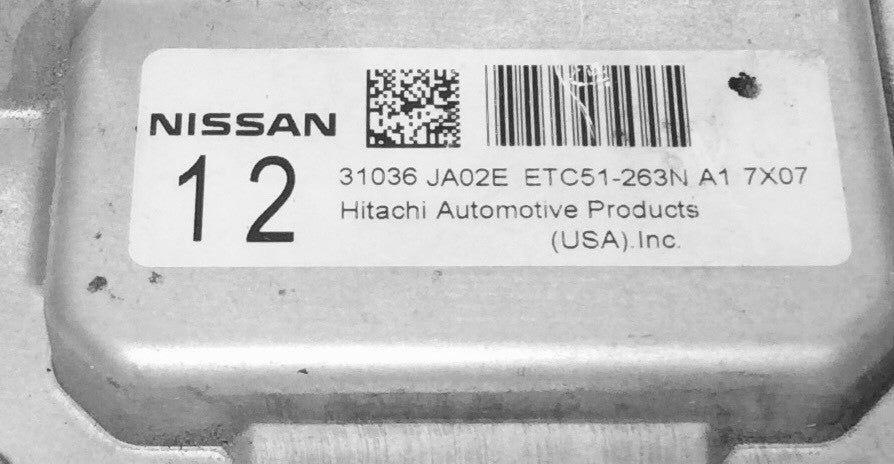 NISSAN
12
31036 JA02E ETC51-263N A1 7X07
Hitachi Automotive Products
(USA).Inc.